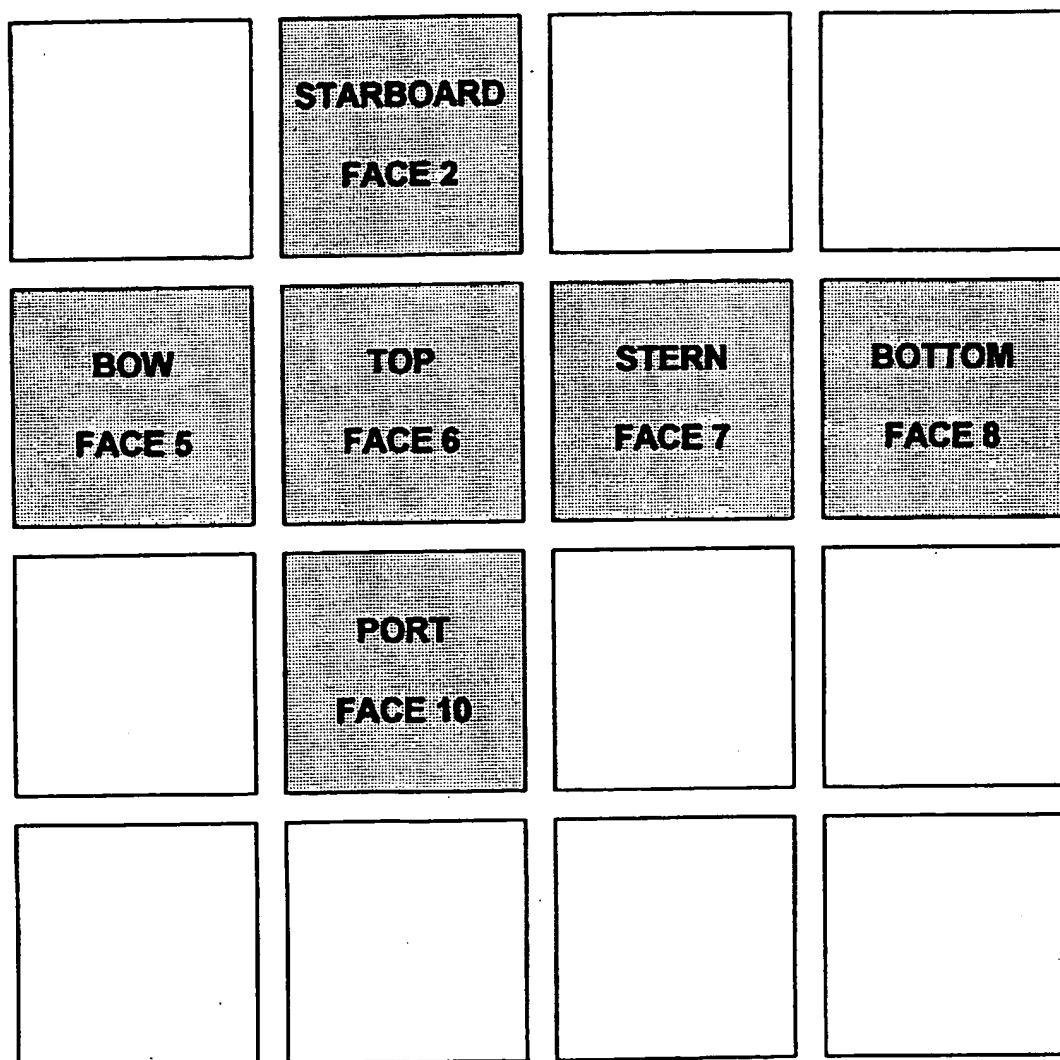 STARBOARD
FACE 2
BOW
FACE 5
TOP
FACE 6
STERN
FACE 7
BOTTOM
FACE 8
PORT
FACE 10